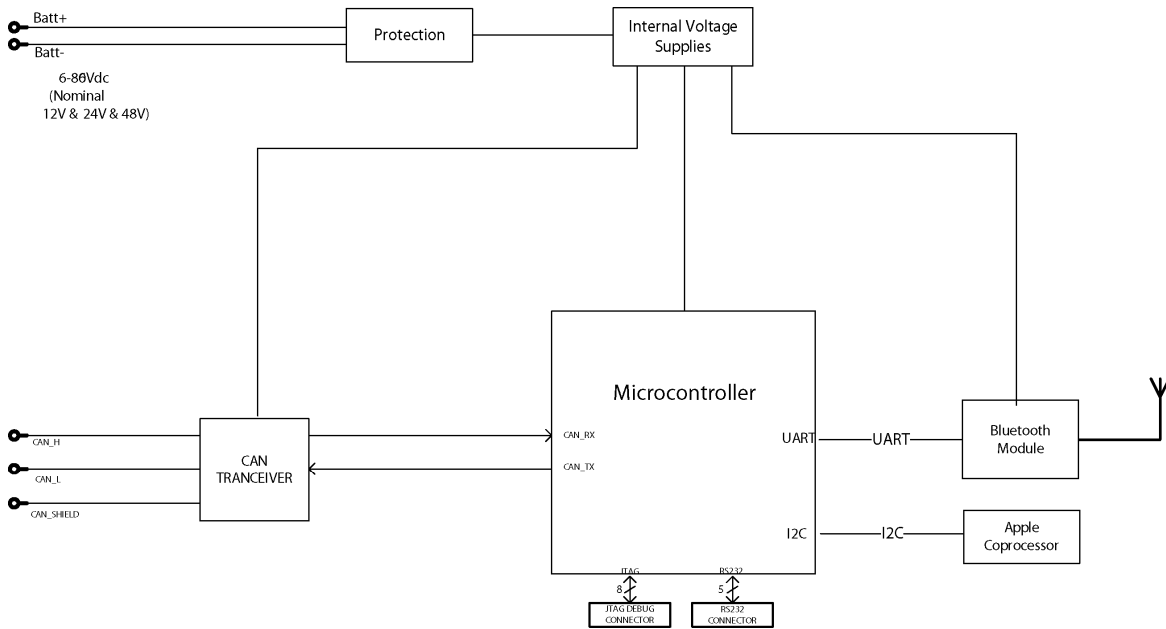 Batt+
Batt-
6-80Vdc
(Nominal
12V & 24V & 48V)
Protection
Internal Voltage
Supplies
Microcontroller
CAN_H
CAN_L
CAN_SHIELD
CAN
TRANCEIVER
CAN_RX
CAN_TX
UART
UART
Bluetooth
Module
I2C
I2C
Apple
Coprocessor
JTAG
RS232
8
5
JTAG DEBUG
CONNECTOR
RS232
CONNECTOR